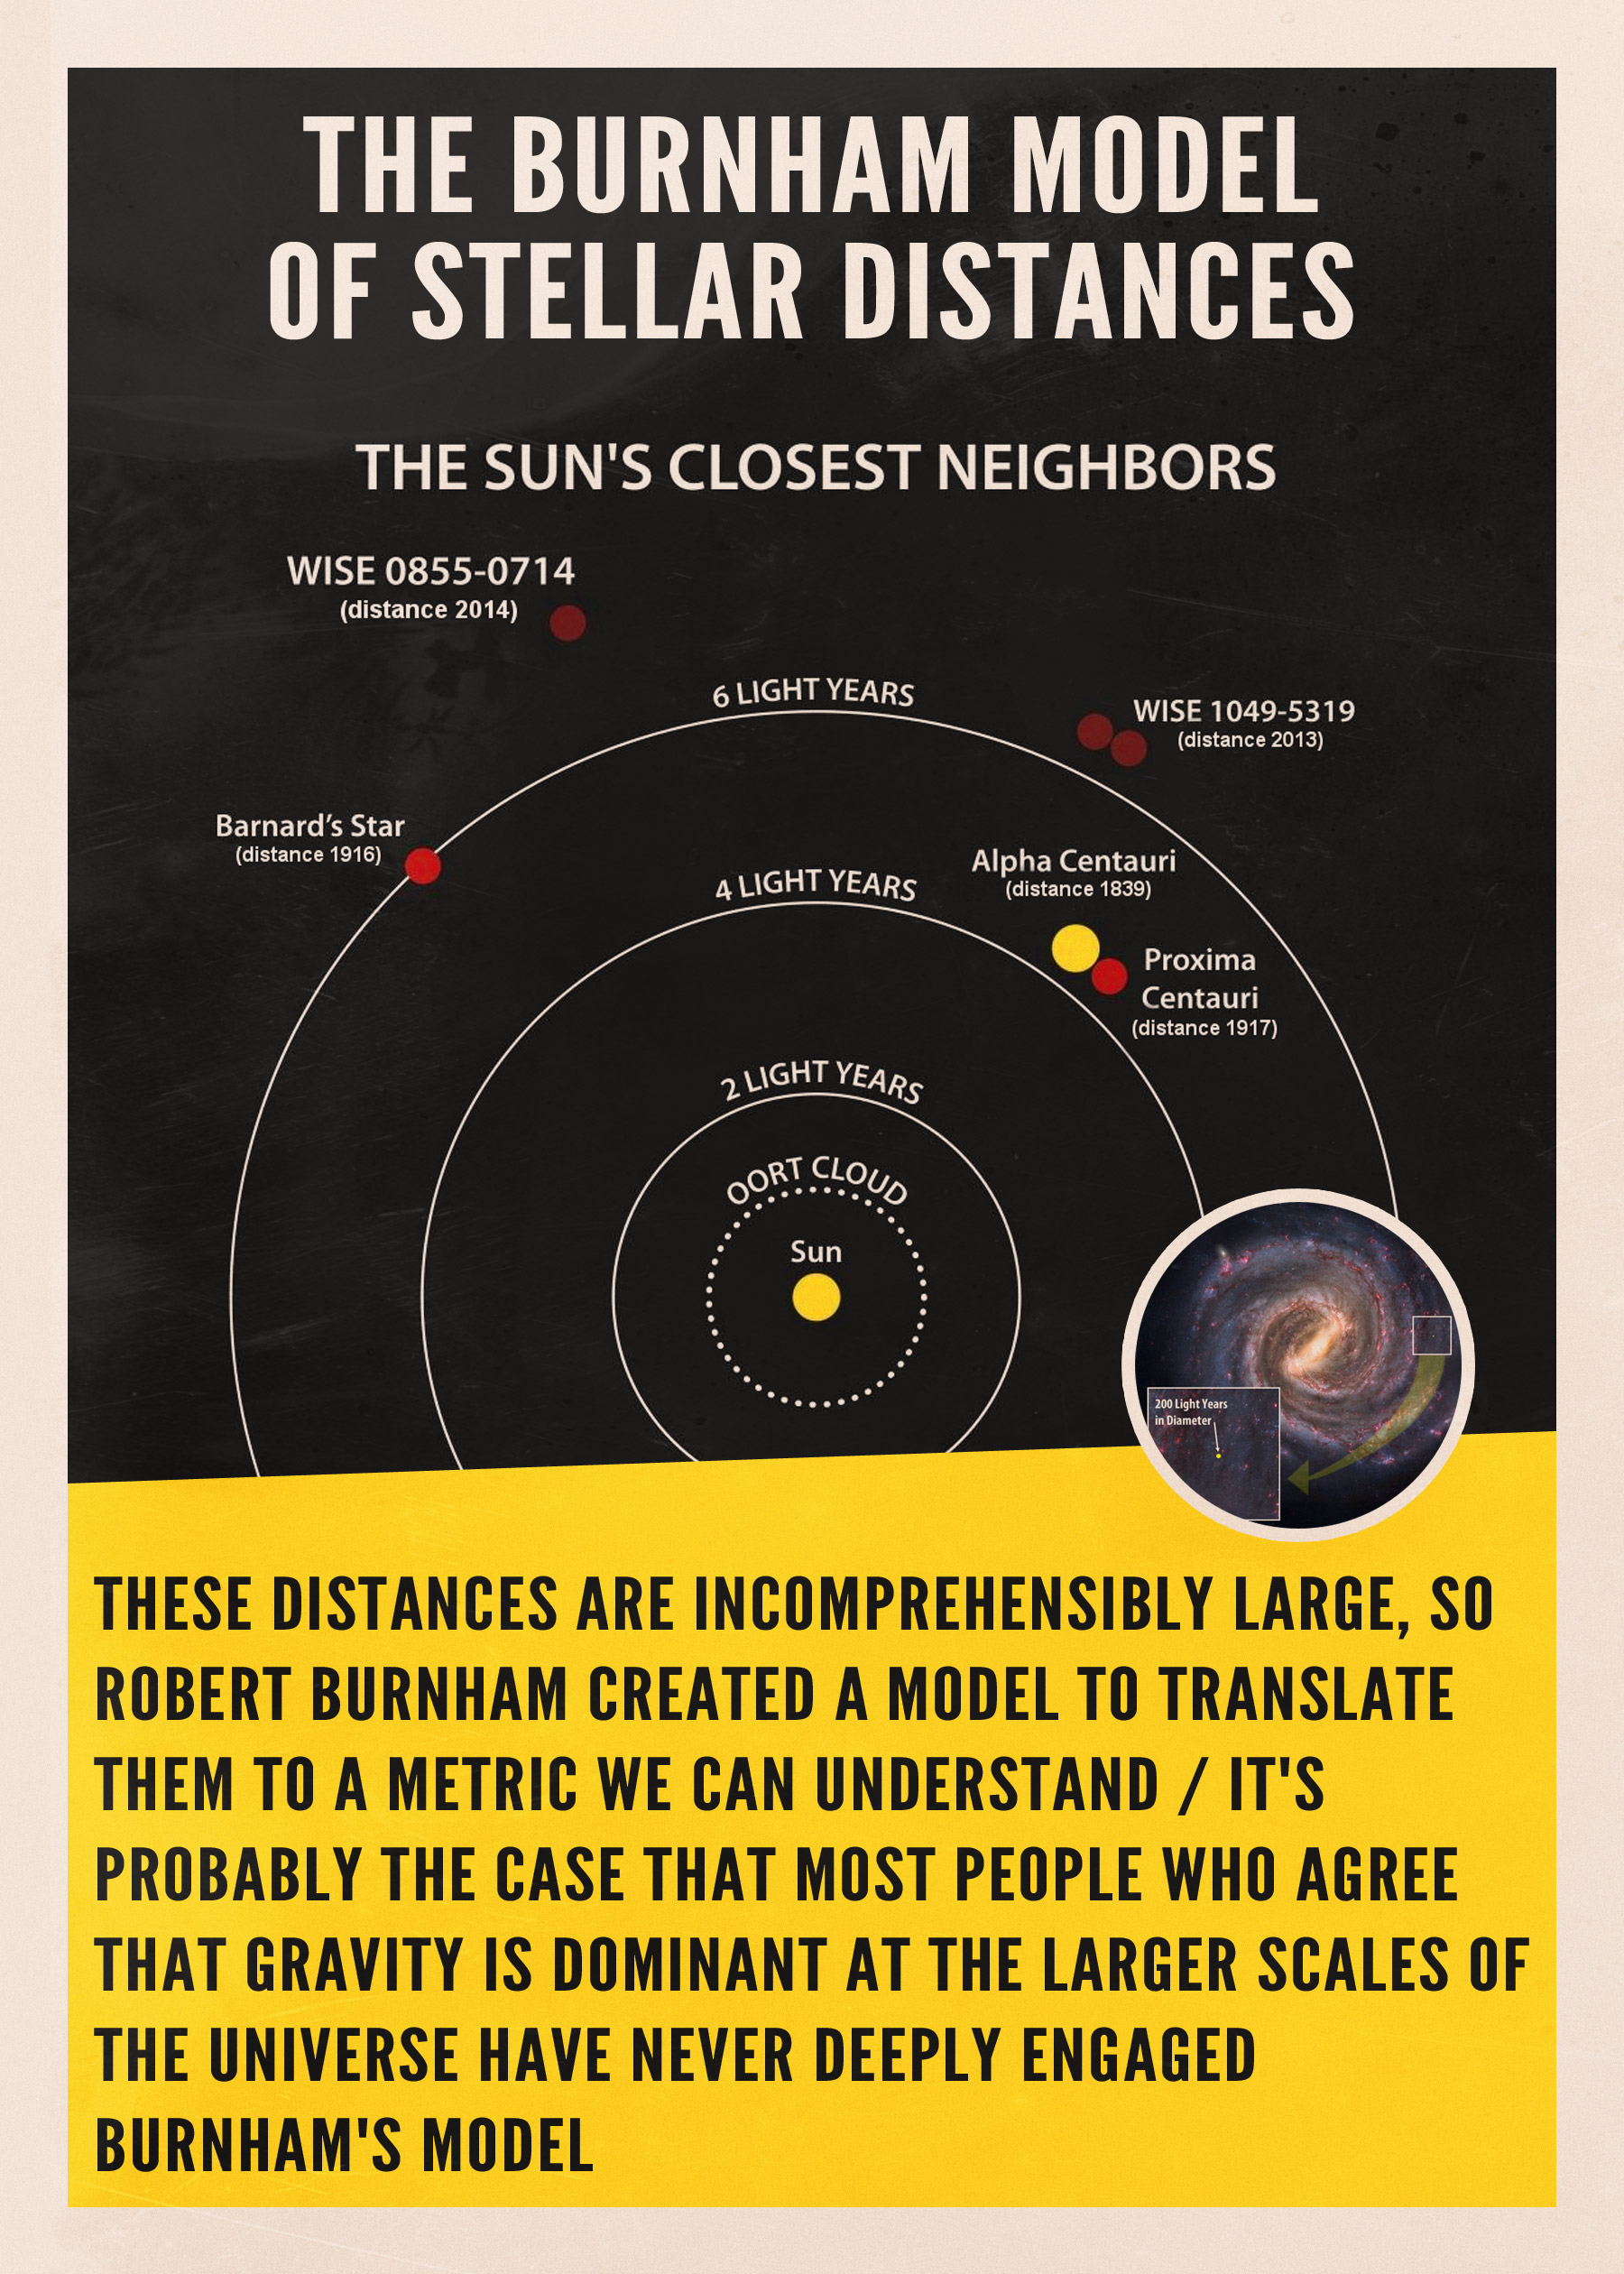 THE BURNHAM MODEL
OF STELLAR DISTANCES
THE SUN'S CLOSEST NEIGHBORS
WISE 0855-0714
(distance 2014)
6 LIGHT YEARS
WISE 1049-5319
(distance 2013)
Barnard’s Star
(distance 1916)
4 LIGHT YEARS
Alpha Centauri
(distance 1839)
Proxima
Centauri
(distance 1917)
2 LIGHT YEARS
OORT CLOUD
Sun
200 Light Years
in Diameter
THESE DISTANCES ARE INCOMPREHENSIBLY LARGE, SO
ROBERT BURNHAM CREATED A MODEL TO TRANSLATE
THEM TO A METRIC WE CAN UNDERSTAND / IT'S
PROBABLY THE CASE THAT MOST PEOPLE WHO AGREE
THAT GRAVITY IS DOMINANT AT THE LARGER SCALES OF
THE UNIVERSE HAVE NEVER DEEPLY ENGAGED
BURNHAM'S MODEL